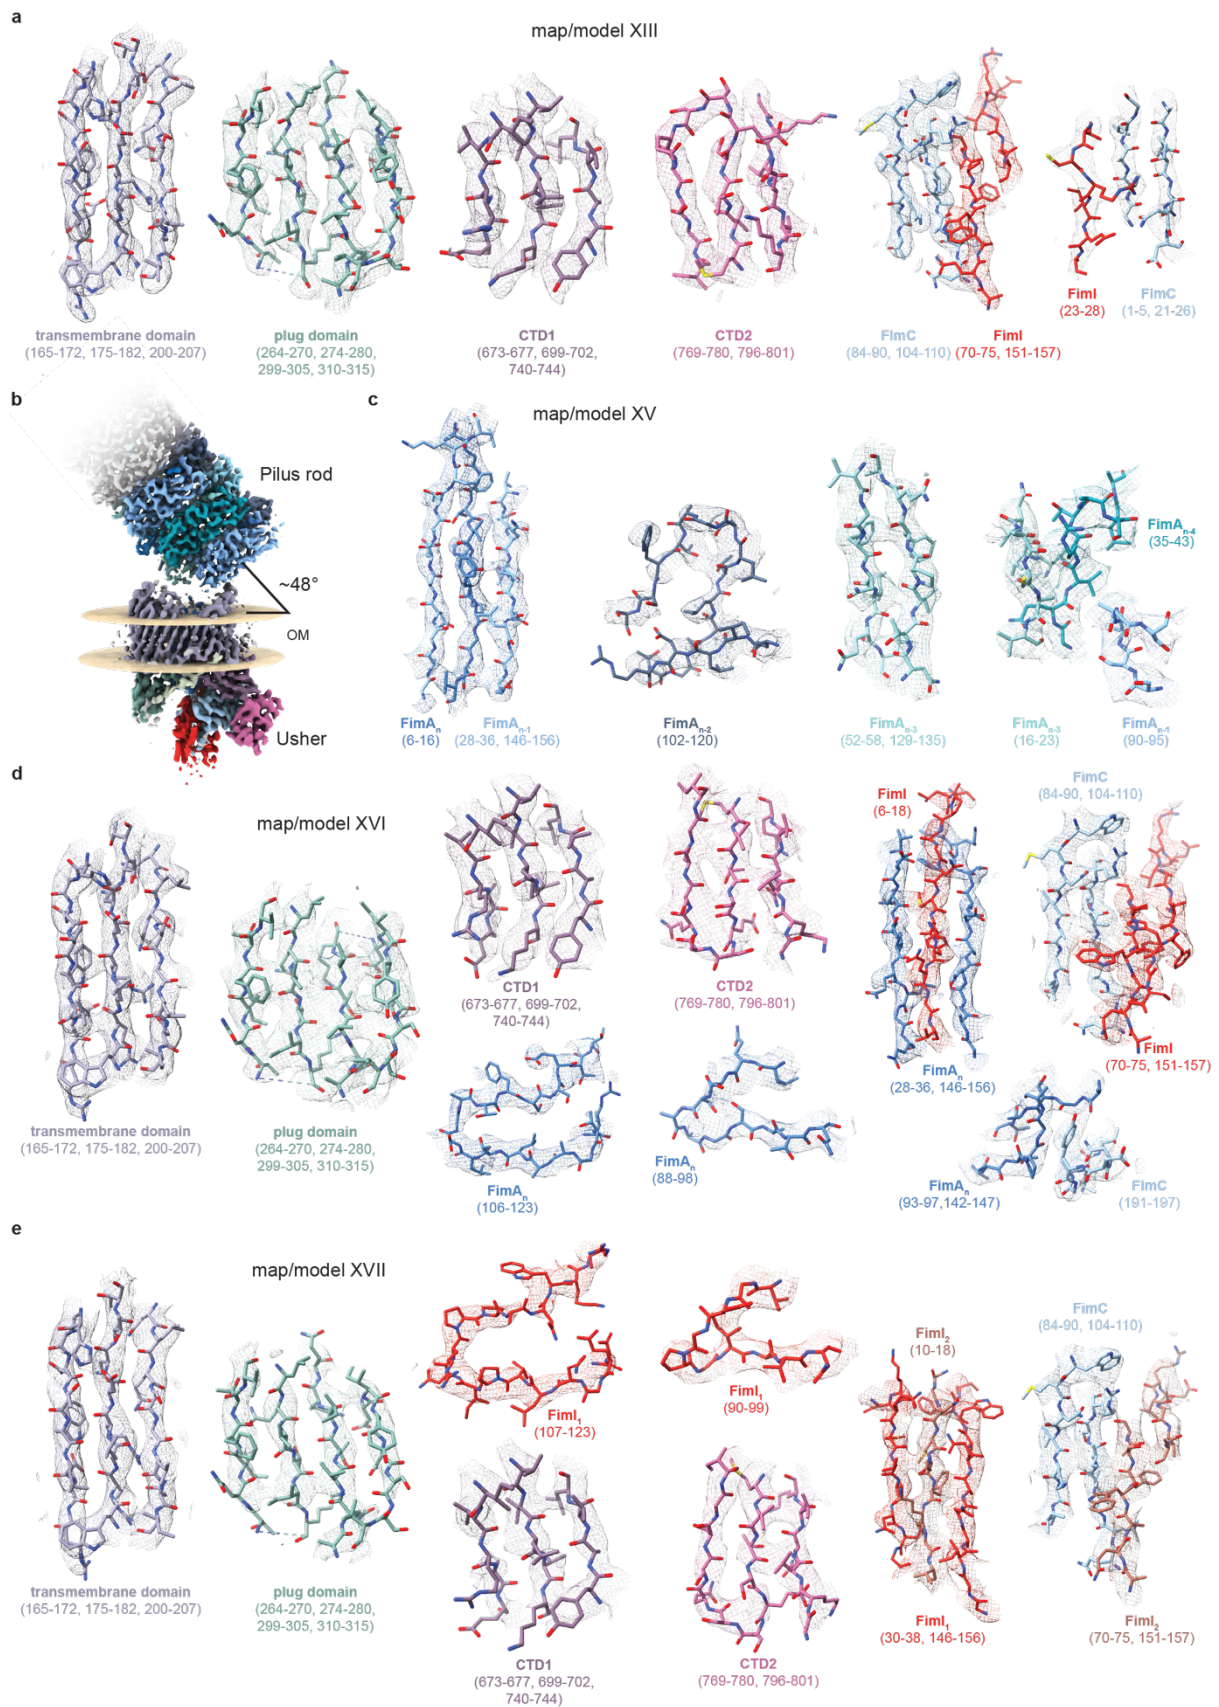 a
map/model XIII
transmembrane domain
(165-172, 175-182, 200-207)
plug domain
(264-270, 274-280,
299-305, 310-315)
CTD1
(673-677, 699-702,
740-744)
CTD2
(769-780, 796-801)
FimC
(84-90, 104-110)
FimI
(70-75, 151-157)
FimI
(23-28)
FimC
(1-5, 21-26)
b
Pilus rod
~48°
OM
Usher
c
map/model XV
FimAn
(6-16)
FimAn-1
(28-36, 146-156)
FimAn-2
(102-120)
FimAn-3
(52-58, 129-135)
FimAn-4
(35-43)
FimAn-3
(16-23)
FimAn-1
(90-95)
d
map/model XVI
transmembrane domain
(165-172, 175-182, 200-207)
plug domain
(264-270, 274-280,
299-305, 310-315)
CTD1
(673-677, 699-702,
740-744)
CTD2
(769-780, 796-801)
FimI
(6-18)
FimAn
(28-36, 146-156)
FimC
(84-90, 104-110)
FimI
(70-75, 151-157)
FimAn
(106-123)
FimAn
(88-98)
FimAn
(93-97,142-147)
FimC
(191-197)
e
map/model XVII
transmembrane domain
(165-172, 175-182, 200-207)
plug domain
(264-270, 274-280,
299-305, 310-315)
FimI1
(107-123)
FimI1
(90-99)
CTD1
(673-677, 699-702,
740-744)
CTD2
(769-780, 796-801)
FimI2
(10-18)
FimI1
(30-38, 146-156)
FimC
(84-90, 104-110)
FimI2
(70-75, 151-157)